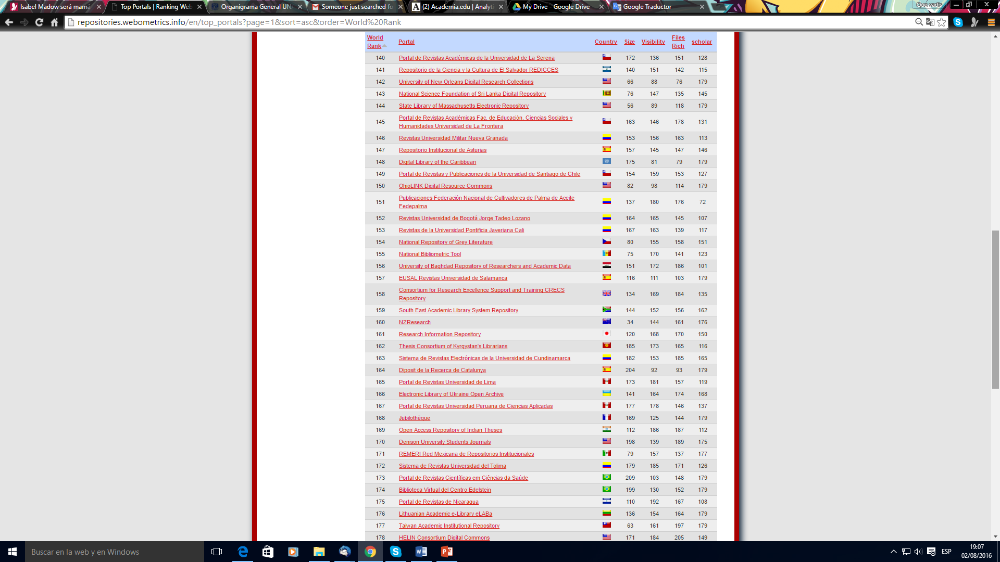 Isabel Madow será mamá
Top Portals | Ranking Web
Organigrama General UNA
Someone just searched fo
(2) Academia.edu | Analyt
My Drive - Google Drive
Google Traductor
Quo vadis
repositories.webometrics.info/en/top_portals?page=1&sort=asc&order=World%20Rank
World Rank Portal Country Size Visibility Files Rich scholar
140 Portal de Revistas Académicas de la Universidad de La Serena 172 136 151 128
141 Repositorio de la Ciencia y la Cultura de El Salvador REDICCES 140 151 142 115
142 University of New Orleans Digital Research Collections 66 88 76 179
143 National Science Foundation of Sri Lanka Digital Repository 76 147 135 145
144 State Library of Massachusetts Electronic Repository 56 89 118 179
145 Portal de Revistas Académicas Fac. de Educación, Ciencias Sociales y
Humanidades Universidad de La Frontera 163 146 178 131
146 Revistas Universidad Militar Nueva Granada 153 156 163 113
147 Repositorio Institucional de Asturias 157 145 147 146
148 Digital Library of the Caribbean 175 81 79 179
149 Portal de Revistas y Publicaciones de la Universidad de Santiago de Chile 154 159 153 127
150 OhioLINK Digital Resource Commons 82 98 114 179
151 Publicaciones Federación Nacional de Cultivadores de Palma de Aceite
Fedepalma 137 180 176 72
152 Revistas Universidad de Bogotá Jorge Tadeo Lozano 164 165 145 107
153 Revistas de la Universidad Pontificia Javeriana Cali 167 163 139 117
154 National Repository of Grey Literature 80 155 158 151
155 National Bibliometric Tool 75 170 141 123
156 University of Baghdad Repository of Researchers and Academic Data 151 172 186 101
157 EUSAL Revistas Universidad de Salamanca 116 111 103 179
158 Consortium for Research Excellence Support and Training CRECS
Repository 134 169 184 135
159 South East Academic Library System Repository 144 152 156 162
160 NZResearch 34 144 161 176
161 Research Information Repository 120 168 170 150
162 Thesis Consortium of Kyrgystan's Librarians 185 173 165 116
163 Sistema de Revistas Electrónicas de la Universidad de Cundinamarca 182 153 185 165
164 Diposit de la Recerca de Catalunya 204 92 93 179
165 Portal de Revistas Universidad de Lima 173 181 157 119
166 Electronic Library of Ukraine Open Archive 141 164 174 168
167 Portal de Revistas Universidad Peruana de Ciencias Aplicadas 177 178 146 137
168 Jubilothèque 169 125 144 179
169 Open Access Repository of Indian Theses 112 186 187 112
170 Denison University Students Journals 198 139 189 175
171 REMERI Red Mexicana de Repositorios Institucionales 79 157 137 177
172 Sistema de Revistas Universidad del Tolima 179 185 171 126
173 Portal de Revistas Científicas em Ciências da Saúde 209 103 148 179
174 Biblioteca Virtual del Centro Edelstein 199 130 152 179
175 Portal de Revistas de Nicaragua 110 192 167 108
176 Lithuanian Academic e-Library eLABa 136 154 164 179
177 Taiwan Academic Institutional Repository 63 161 197 179
178 HELIN Consortium Digital Commons 171 184 205 149
Buscar en la web y en Windows
ESP
19:07
02/08/2016